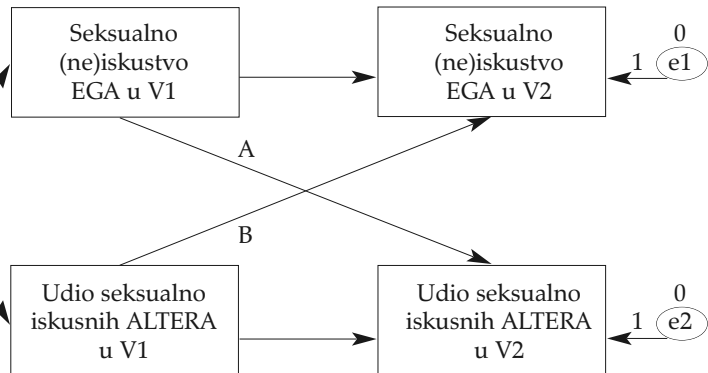 Seksualno
(ne)iskustvo
EGA u V1
Seksualno
(ne)iskustvo
EGA u V2
0
1 e1
A
B
Udio seksualno
iskusnih ALTERA
u V1
Udio seksualno
iskusnih ALTERA
u V2
0
1 e2